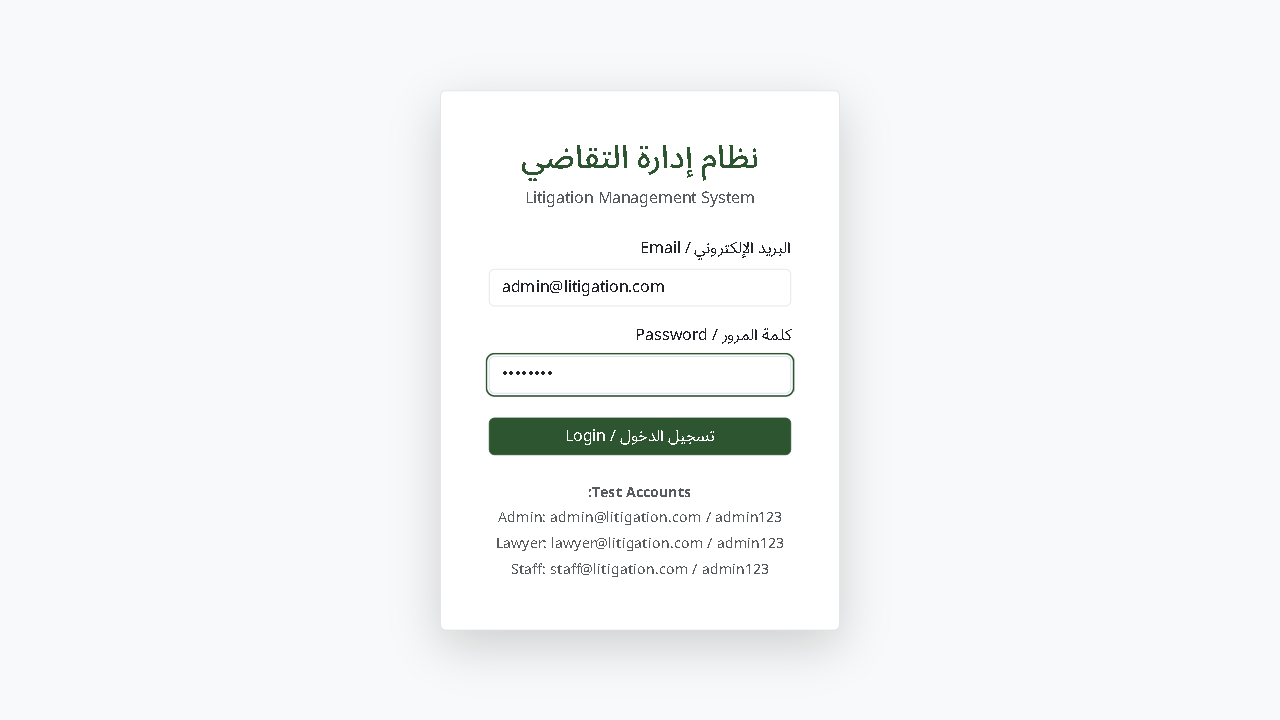 نظام إدارة التقاضي
Litigation Management System
البريد الإلكتروني / Email
admin@litigation.com
كلمة المرور / Password
••••••••
تسجيل الدخول / Login
Test Accounts:
Admin: admin@litigation.com / admin123
Lawyer: lawyer@litigation.com / admin123
Staff: staff@litigation.com / admin123